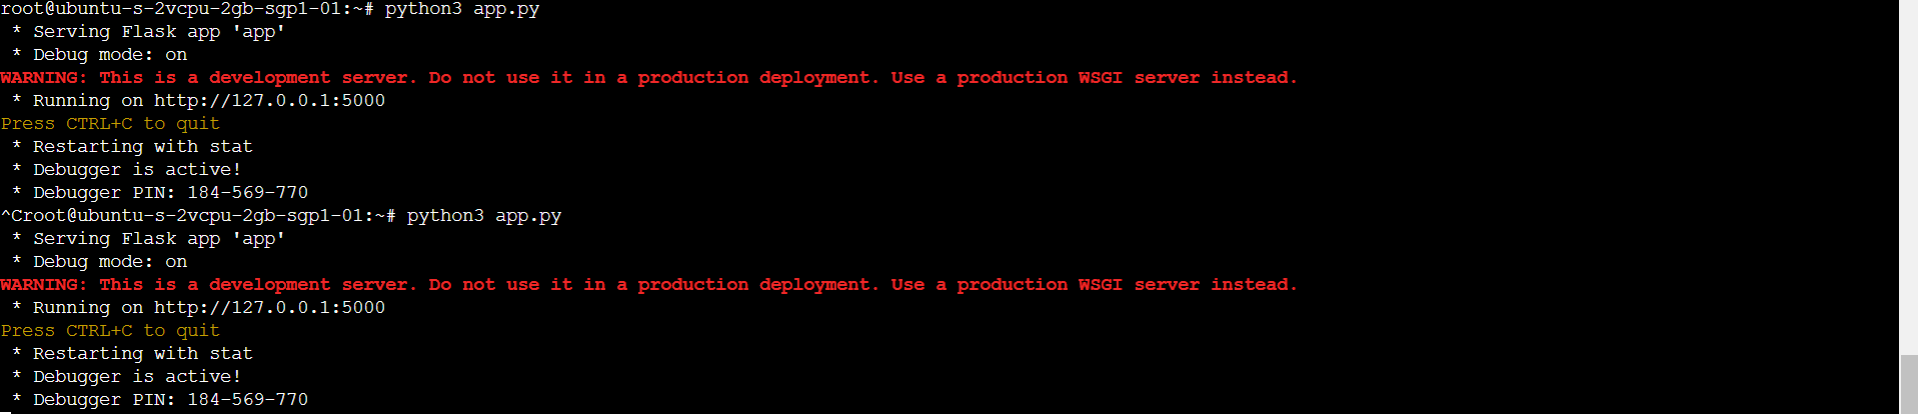 root@ubuntu-s-2vcpu-2gb-sgp1-01:~# python3 app.py
 * Serving Flask app 'app'
 * Debug mode: on
WARNING: This is a development server. Do not use it in a production deployment. Use a production WSGI server instead.
 * Running on http://127.0.0.1:5000
Press CTRL+C to quit
 * Restarting with stat
 * Debugger is active!
 * Debugger PIN: 184-569-770
^Croot@ubuntu-s-2vcpu-2gb-sgp1-01:~# python3 app.py
 * Serving Flask app 'app'
 * Debug mode: on
WARNING: This is a development server. Do not use it in a production deployment. Use a production WSGI server instead.
 * Running on http://127.0.0.1:5000
Press CTRL+C to quit
 * Restarting with stat
 * Debugger is active!
 * Debugger PIN: 184-569-770